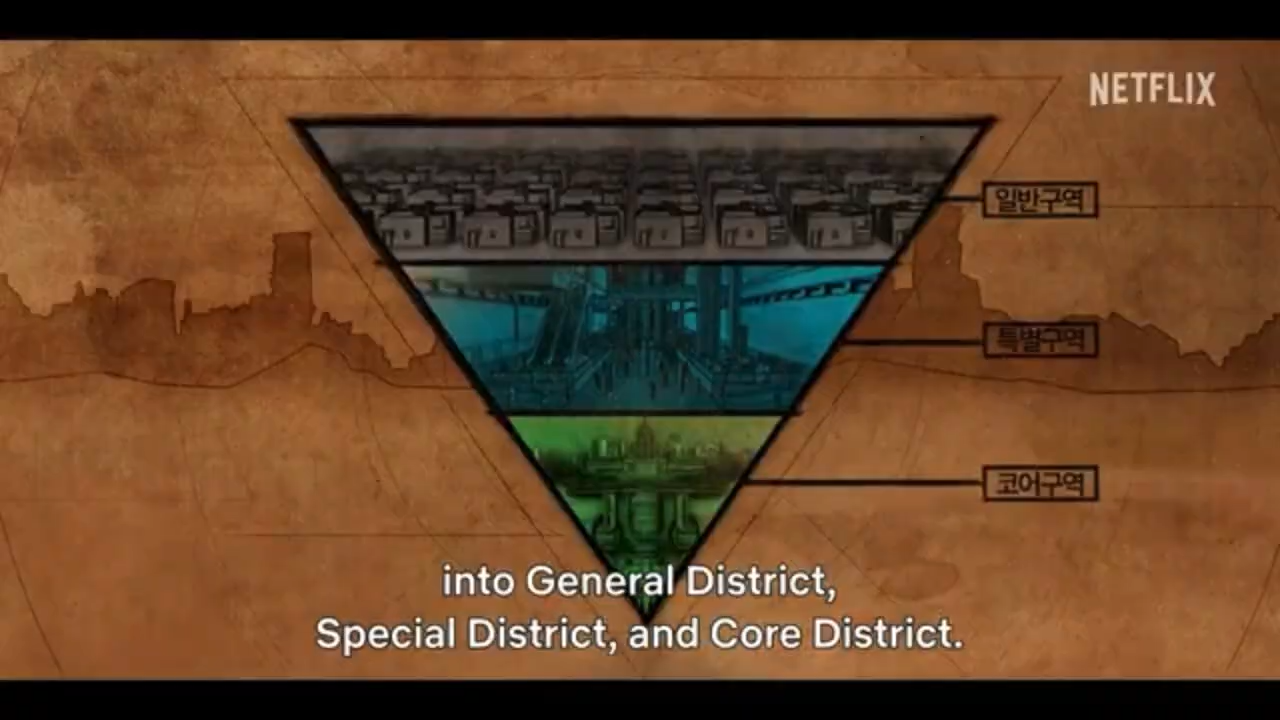 NETFLIX
일반구역
특별구역
코어구역
into General District,
Special District, and Core District.